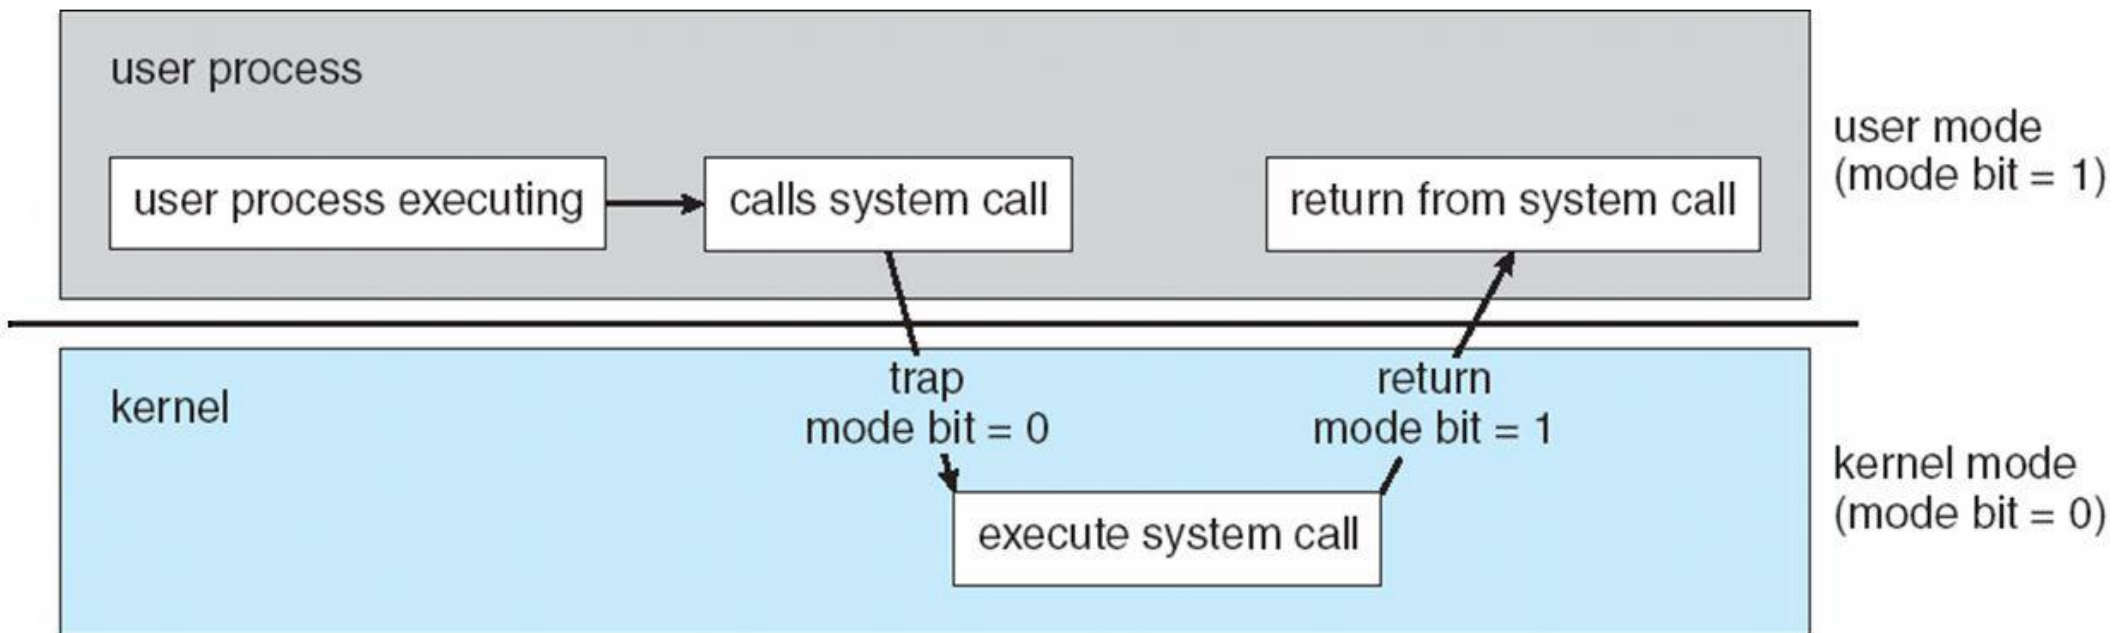 user process
user process executing
calls system call
return from system call
user mode
(mode bit = 1)
trap
mode bit = 0
return
mode bit = 1
kernel
execute system call
kernel mode
(mode bit = 0)